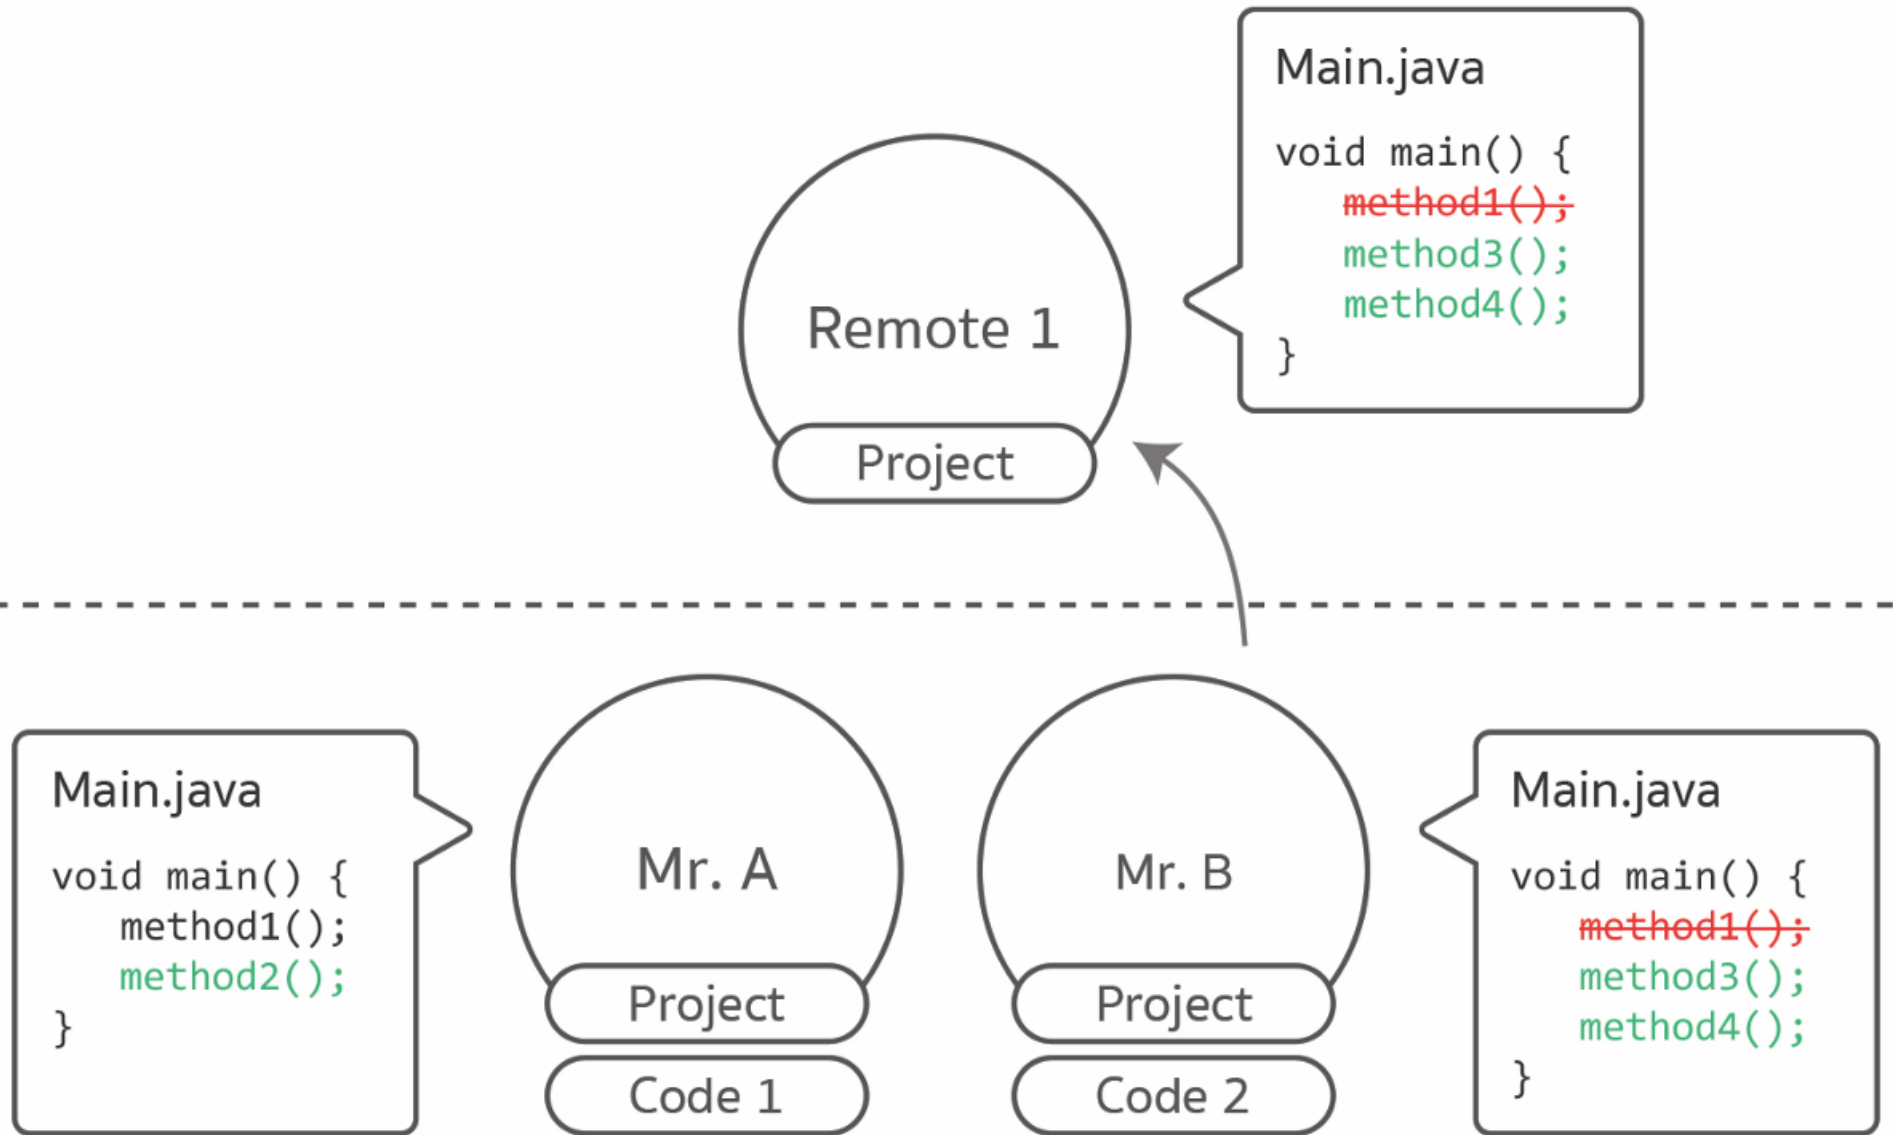 Main.java
void main() {
method1();
method3();
method4();
}
Remote 1
Project
Main.java
void main() {
method1();
method2();
}
Mr. A
Project
Code 1
Mr. B
Project
Code 2
Main.java
void main() {
method1();
method3();
method4();
}